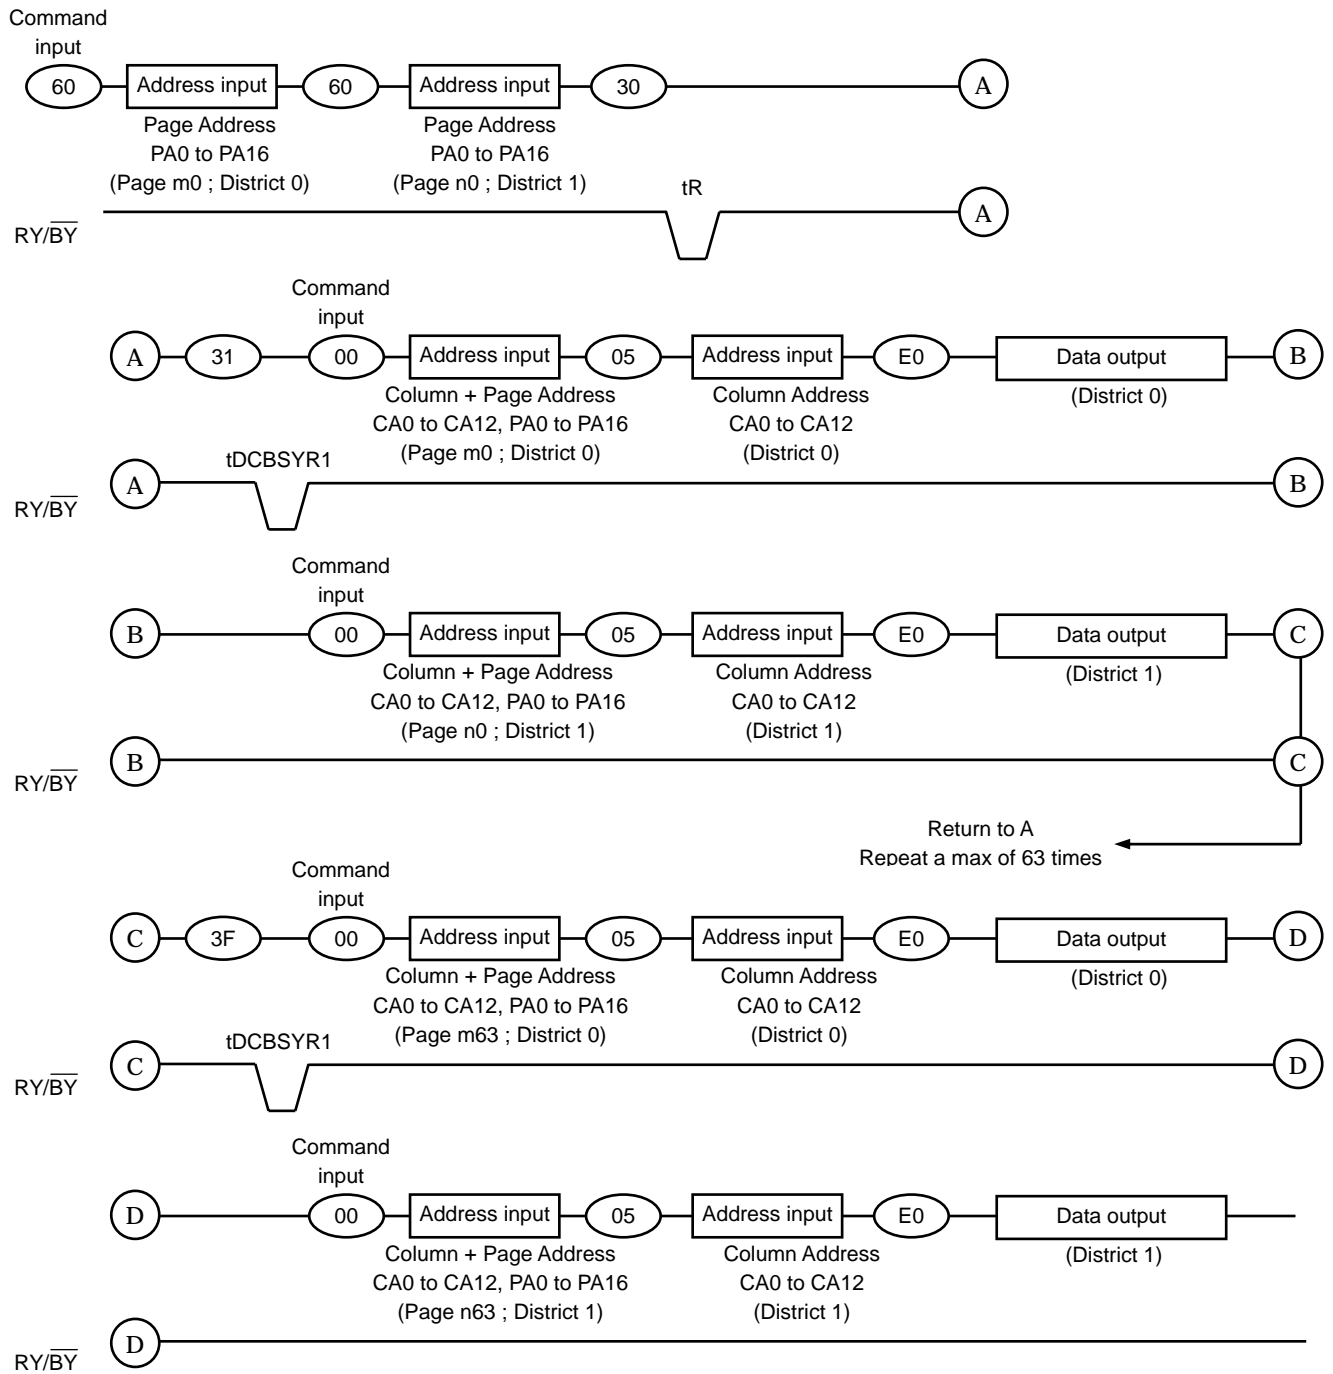 Command
input
60 Address input 60 Address input 30 A
Page Address Page Address
PA0 to PA16 PA0 to PA16
(Page m0 ; District 0) (Page n0 ; District 1) tR
RY/BY A
Command
input
A 31 00 Address input 05 Address input E0 Data output B
Column + Page Address Column Address (District 0)
CA0 to CA12, PA0 to PA16 CA0 to CA12
(Page m0 ; District 0) (District 0)
tDCBSYR1
RY/BY A B
Command
input
B 00 Address input 05 Address input E0 Data output C
Column + Page Address Column Address (District 1)
CA0 to CA12, PA0 to PA16 CA0 to CA12
(Page n0 ; District 1) (District 1)
RY/BY B C
Return to A
Repeat a max of 63 times
Command
input
C 3F 00 Address input 05 Address input E0 Data output D
Column + Page Address Column Address (District 0)
CA0 to CA12, PA0 to PA16 CA0 to CA12
(Page m63 ; District 0) (District 0)
tDCBSYR1
RY/BY C D
Command
input
D 00 Address input 05 Address input E0 Data output
Column + Page Address Column Address (District 1)
CA0 to CA12, PA0 to PA16 CA0 to CA12
(Page n63 ; District 1) (District 1)
RY/BY D